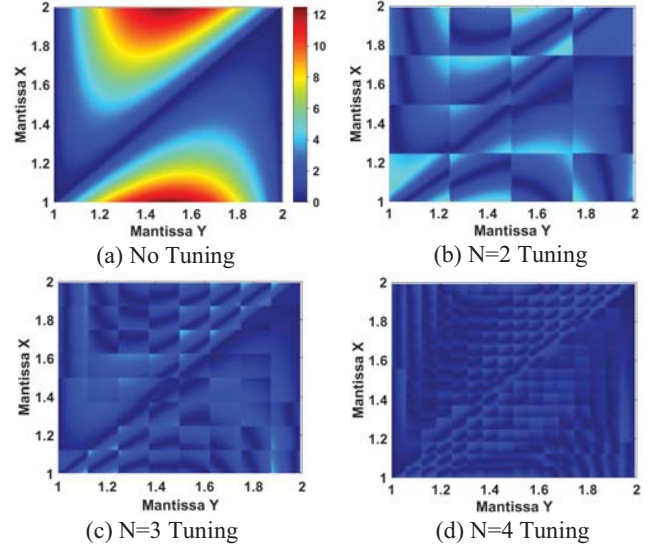 2
1.8
1.6
1.4
1.2
1
Mantissa X
1 1.2 1.4 1.6 1.8 2
Mantissa Y
12
10
8
6
4
2
0
(a) No Tuning
2
1.8
1.6
1.4
1.2
1
Mantissa X
1 1.2 1.4 1.6 1.8 2
Mantissa Y
(b) N=2 Tuning
2
1.8
1.6
1.4
1.2
1
Mantissa X
1 1.2 1.4 1.6 1.8 2
Mantissa Y
(c) N=3 Tuning
2
1.8
1.6
1.4
1.2
1
Mantissa X
1 1.2 1.4 1.6 1.8 2
Mantissa Y
(d) N=4 Tuning